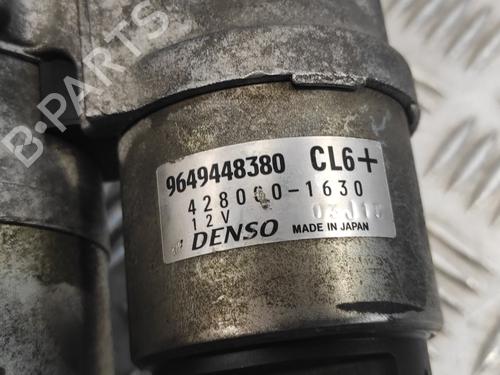 B-PARTS
9649448380 CL6+
428000-1630
12V
DENSO MADE IN JAPAN